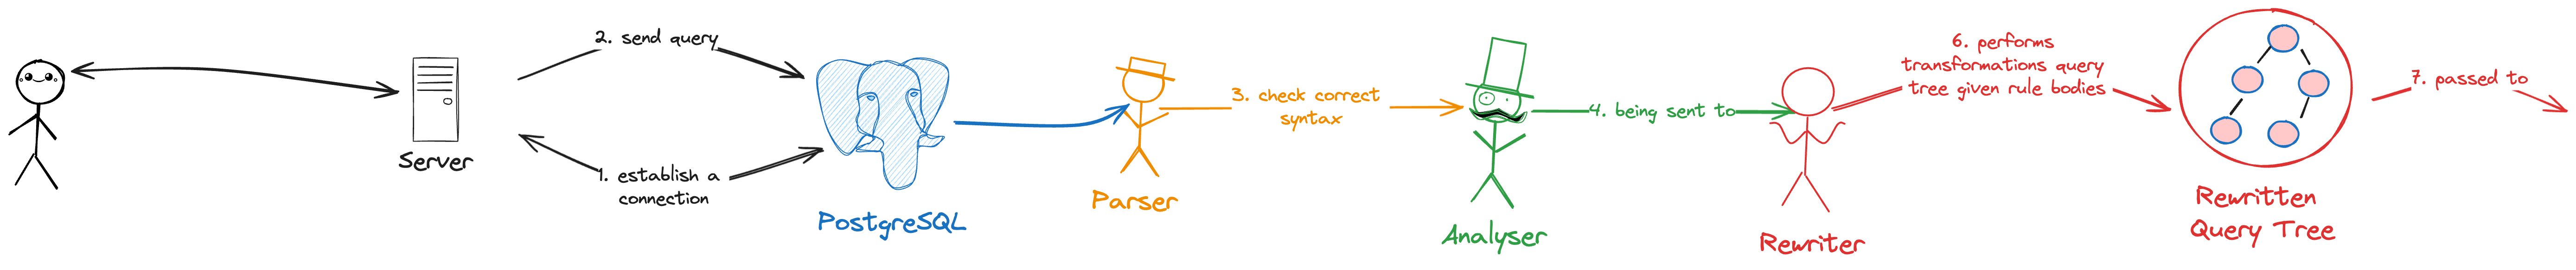 Server
2. send query
1. establish a
connection
PostgreSQL
Parser
3. check correct
syntax
Analyser
4. being sent to
Rewriter
6. performs
transformations query
tree given rule bodies
Rewritten
Query Tree
7. passed to